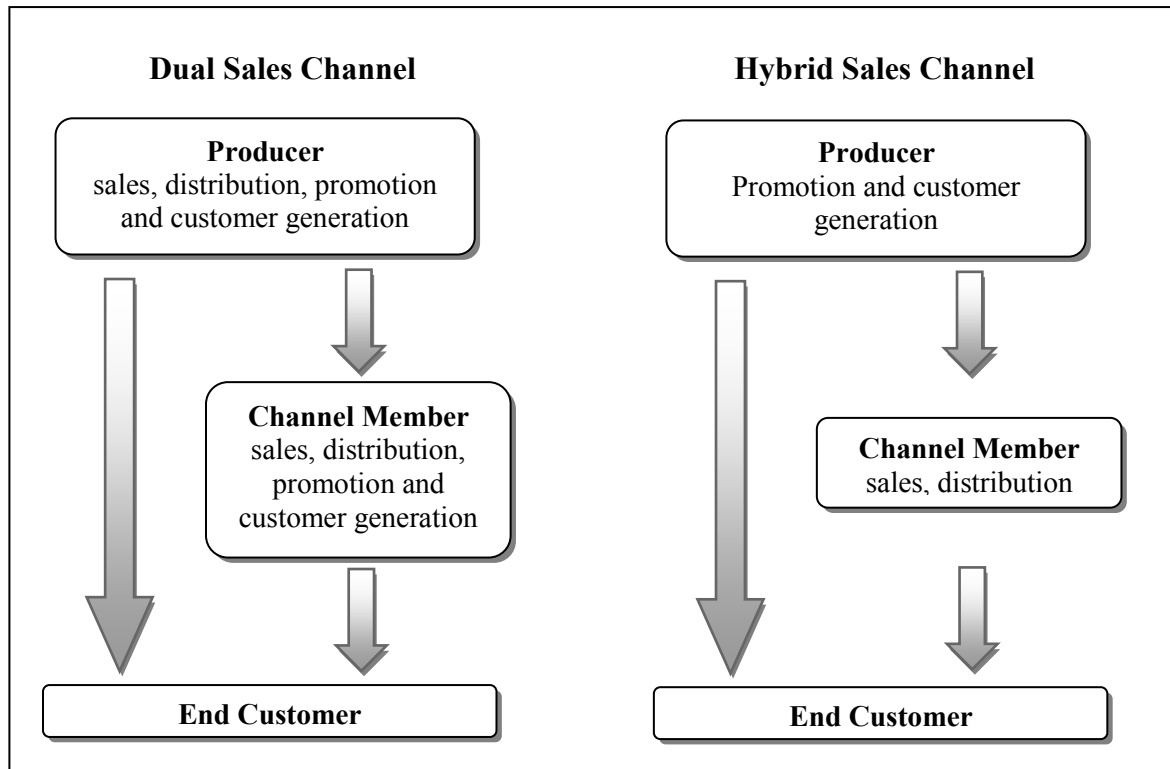 Dual Sales Channel
Producer
sales, distribution, promotion
and customer generation
Channel Member
sales, distribution,
promotion and
customer generation
End Customer
Hybrid Sales Channel
Producer
Promotion and customer
generation
Channel Member
sales, distribution
End Customer